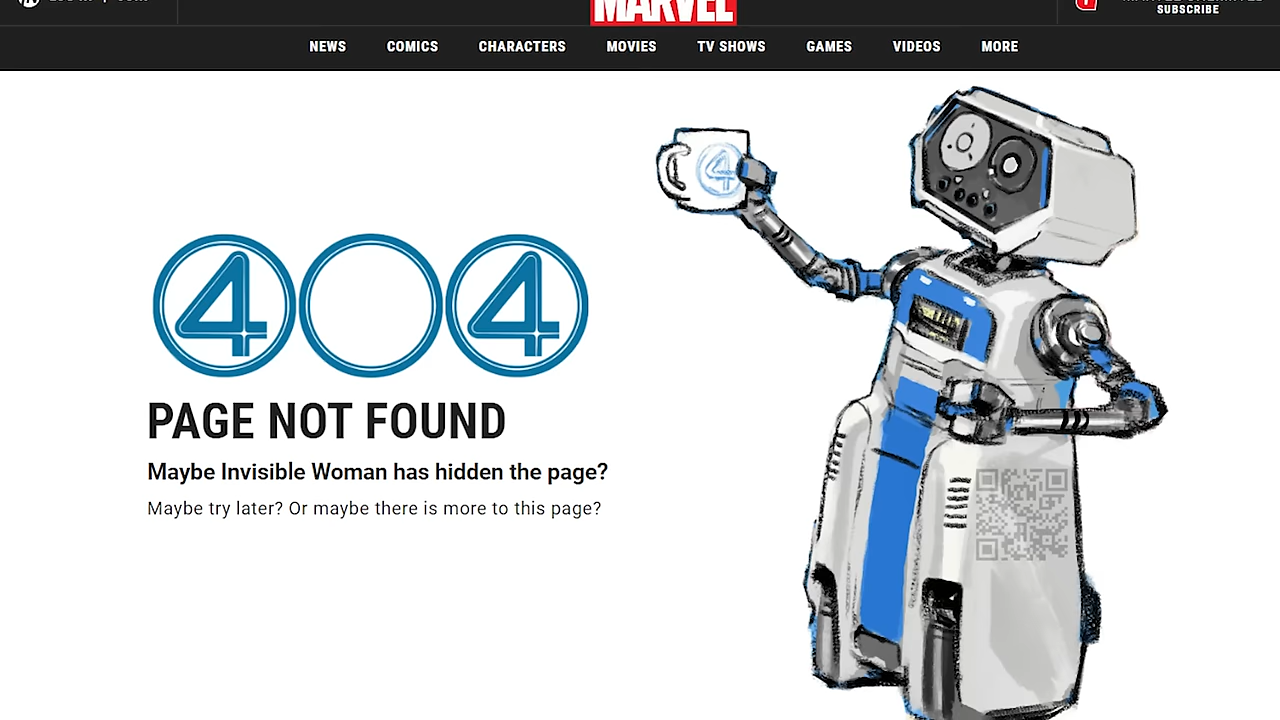 MARVEL
SUBSCRIBE
NEWS COMICS CHARACTERS MOVIES TV SHOWS GAMES VIDEOS MORE
4
404
PAGE NOT FOUND
Maybe Invisible Woman has hidden the page?
Maybe try later? Or maybe there is more to this page?